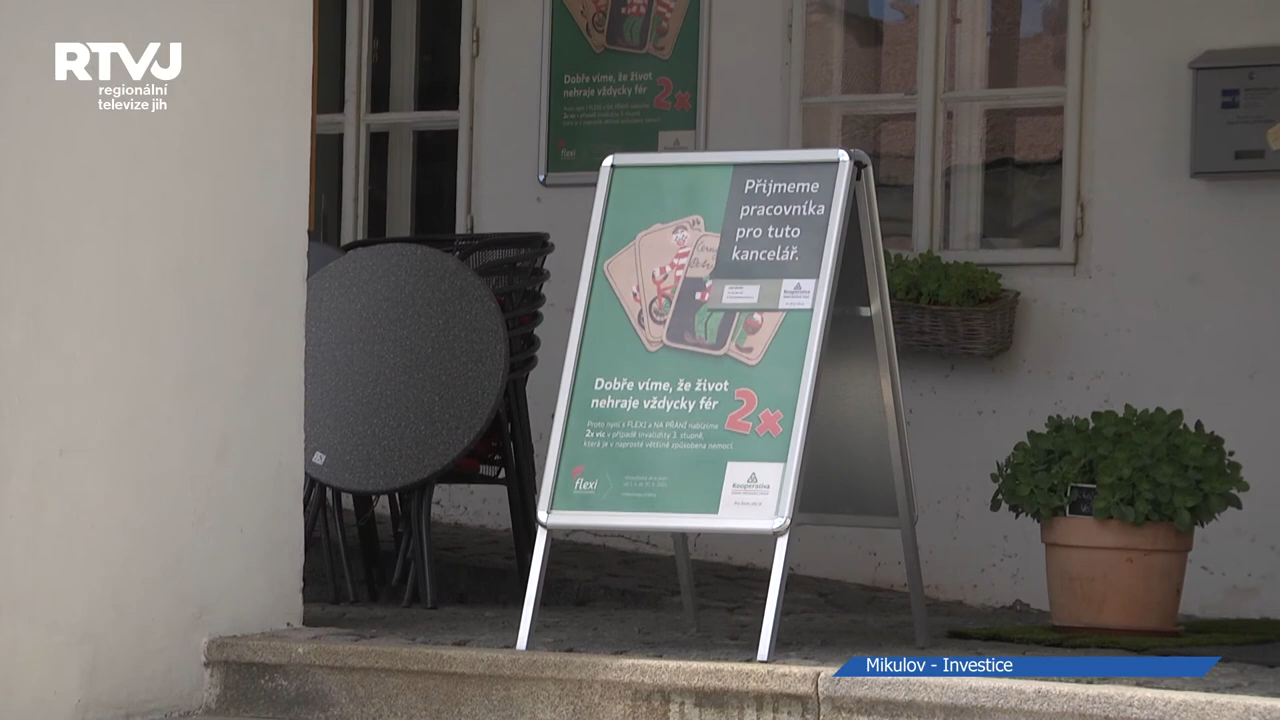 RTVJ
regionální
televize jih
Dobře víme, že život
nehraje vždycky fér
2x
flexi
Přijmeme
pracovníka
pro tuto
kancelář.
Kooperativa
Dobře víme, že život
nehraje vždycky fér
2x
Proto nyní s FLEXI a NA PŘÁNÍ nabízíme
2x víc v případě invalidity 3. stupně,
která je v naprosté většině způsobena nemocí.
flexi
Kooperativa
Mikulov - Investice